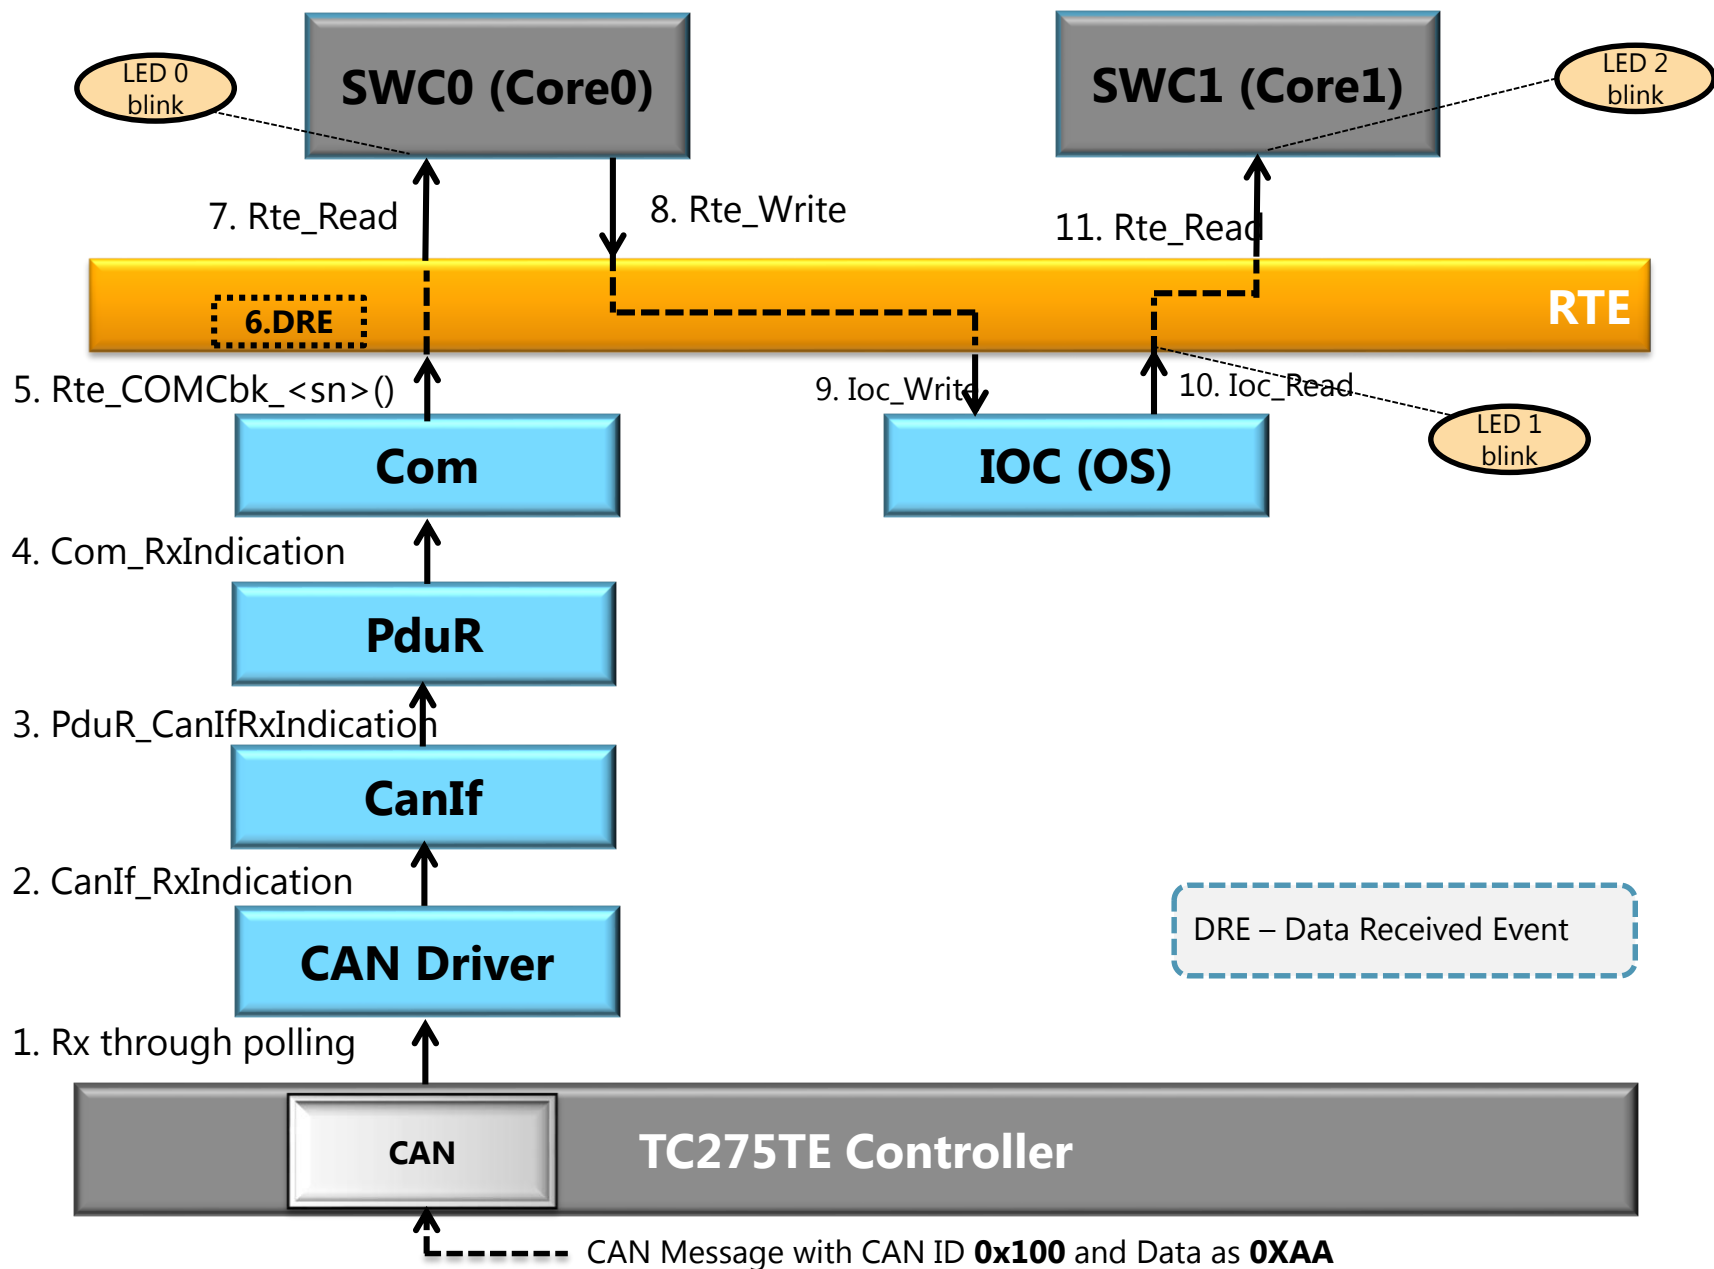 LED 0
blink
SWC0 (Core0)
SWC1 (Core1)
LED 2
blink
7. Rte_Read
8. Rte_Write
11. Rte_Read
RTE
6.DRE
5. Rte_COMCbk_<sn>()
9. Ioc_Write
10. Ioc_Read
LED 1
blink
Com
IOC (OS)
4. Com_RxIndication
PduR
3. PduR_CanIfRxIndication
CanIf
2. CanIf_RxIndication
CAN Driver
DRE – Data Received Event
1. Rx through polling
CAN
TC275TE Controller
CAN Message with CAN ID 0x100 and Data as 0XAA